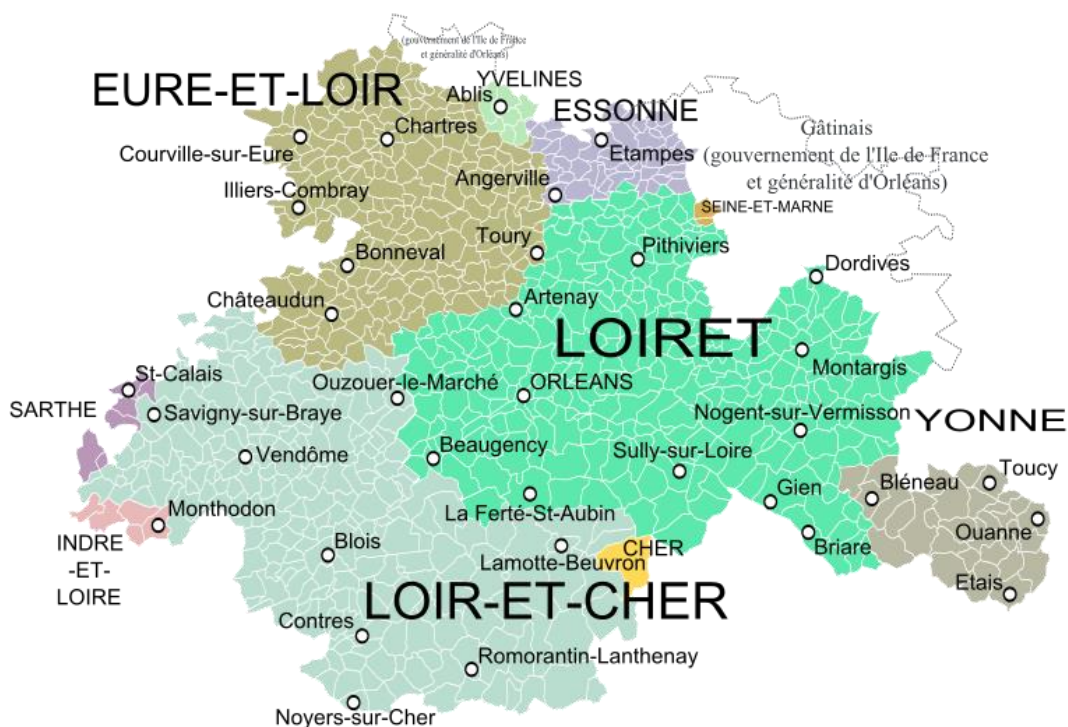 (gouvernement de l'Ile de France
et généralité d'Orléans)
EURE-ET-LOIR
YVELINES
Ablis
ESSONNE
Chartres
Gâtinais
(gouvernement de l'Ile de France
et généralité d'Orléans)
Courville-sur-Eure
Etampes
Illiers-Combray
Angerville
SEINE-ET-MARNE
Bonneval
Toury
Pithiviers
Dordives
Châteaudun
Artenay
LOIRET
St-Calais
Montargis
SARTHE
Savigny-sur-Braye
Ouzouer-le-Marché
ORLEANS
Nogent-sur-Vermisson
YONNE
Vendôme
Beaugency
Sully-sur-Loire
Toucy
Monthodon
Gien
Bléneau
La Ferté-St-Aubin
Ouanne
INDRE
-ET-
LOIRE
Blois
CHER
Briare
Lamotte-Beuvron
Etais
LOIR-ET-CHER
Contres
Romorantin-Lanthenay
Noyers-sur-Cher